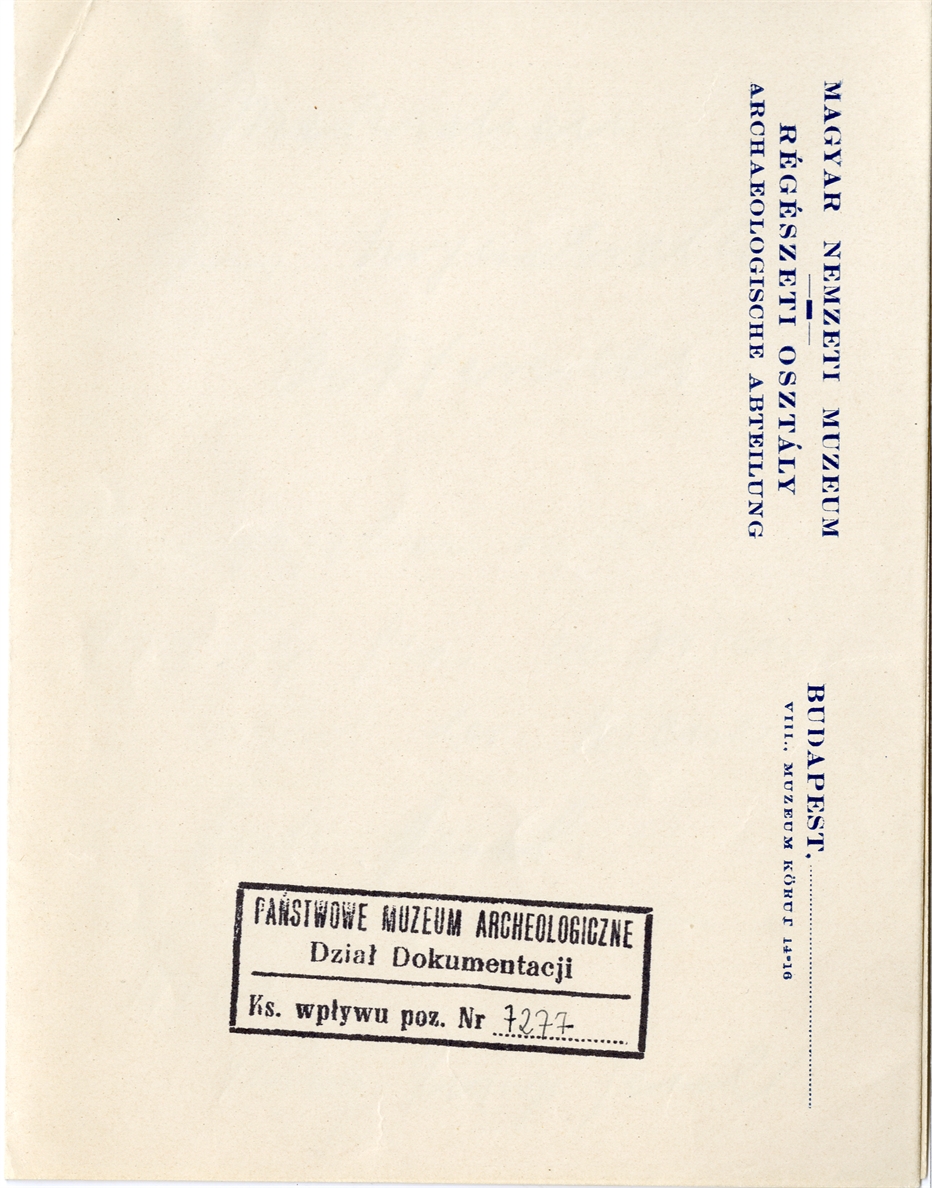 MAGYAR NEMZETI MUZEUM
RÉGÉSZETI OSZTÁLY
ARCHAEOLOGISCHE ABTEILUNG
BUDAPEST,
VIII., MUZEUM KÖRUT 14-16
PAŃSTWOWE MUZEUM ARCHEOLOGICZNE
Dział Dokumentacji
Ks. wpływu poz. Nr 7277